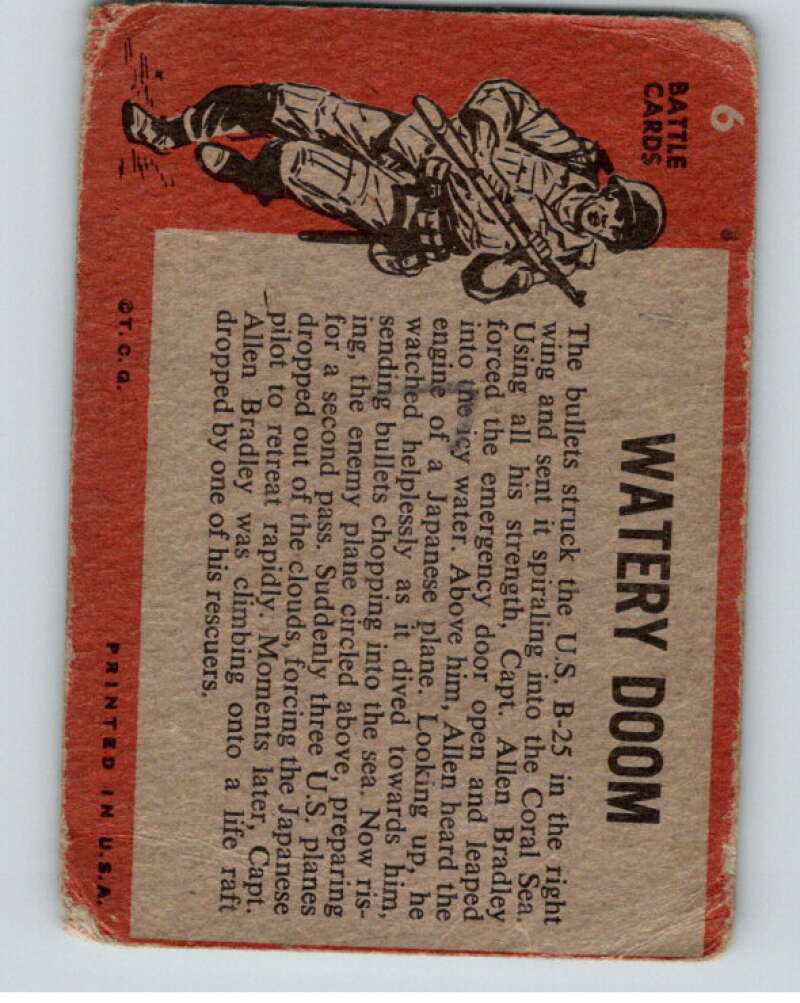 6
BATTLE
CARDS
WATERY DOOM
The bullets struck the U.S. B-25 in the right
wing and sent it spiraling into the Coral Sea.
Using all his strength, Capt. Allen Bradley
forced the emergency door open and leaped
into the icy water. Above him, Allen heard the
engine of a Japanese plane. Looking up, he
watched helplessly as it dived towards him,
sending bullets chopping into the sea. Now ris-
ing, the enemy plane circled above, preparing
for a second pass. Suddenly three U.S. planes
dropped out of the clouds, forcing the Japanese
pilot to retreat rapidly. Moments later, Capt.
Allen Bradley was climbing onto a life raft
dropped by one of his rescuers.
©T.C.G.
PRINTED IN U.S.A.